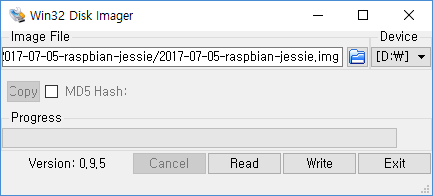 Win32 Disk Imager
Image File
Device
2017-07-05-raspbian-jessie/2017-07-05-raspbian-jessie.img
[D:₩]
Copy
MD5 Hash:
Progress
Version: 0.9.5
Cancel
Read
Write
Exit